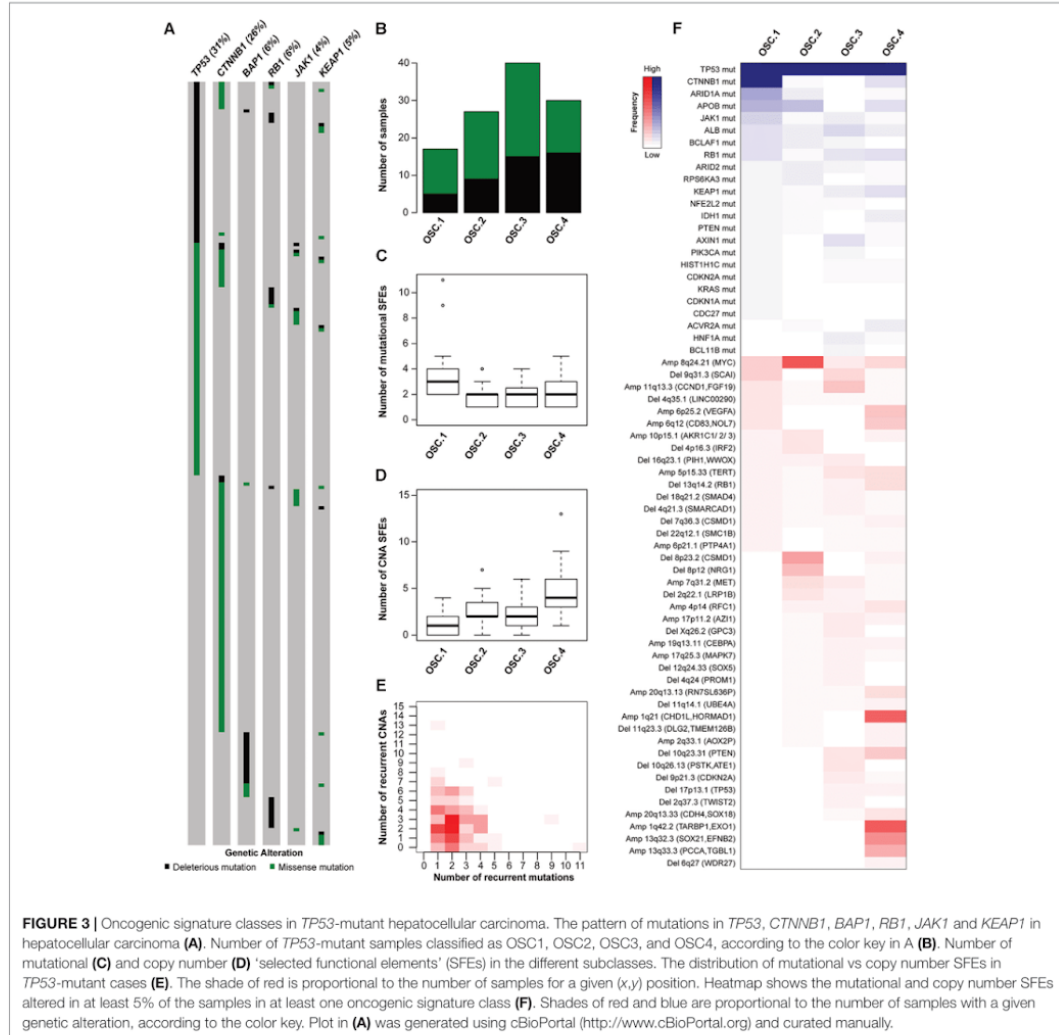 A
TP53 (31%)
CTNNB1 (26%)
BAP1 (6%)
RB1 (6%)
JAK1 (4%)
KEAP1 (5%)
Genetic Alteration
Deleterious mutation
Missense mutation
B
Number of samples
40
30
20
10
0
OSC.1
OSC.2
OSC.3
OSC.4
C
Number of mutational SFEs
10
8
6
4
2
0
OSC.1
OSC.2
OSC.3
OSC.4
D
Number of CNA SFEs
15
10
5
0
OSC.1
OSC.2
OSC.3
OSC.4
E
Number of recurrent CNAs
15
14
13
12
11
10
9
8
7
6
5
4
3
2
1
0
0 1 2 3 4 5 6 7 8 9 10 11
Number of recurrent mutations
F
High
Frequency
Low
OSC.1
OSC.2
OSC.3
OSC.4
TP53 mut
CTNNB1 mut
ARID1A mut
APOB mut
JAK1 mut
ALB mut
BCLAF1 mut
RB1 mut
ARID2 mut
RPS6KA3 mut
KEAP1 mut
NFE2L2 mut
IDH1 mut
PTEN mut
AXIN1 mut
PIK3CA mut
HIST1H1C mut
CDKN2A mut
KRAS mut
CDKN1A mut
CDC27 mut
ACVR2A mut
HNF1A mut
BCL11B mut
Amp 8q24.21 (MYC)
Del 9q31.3 (SCAI)
Amp 11q13.3 (CCND1,FGF19)
Del 4q35.1 (LINC00290)
Amp 6p25.2 (VEGFA)
Amp 6q12 (CD83,NOL7)
Amp 10p15.1 (AKR1C1/ 2/ 3)
Del 4p16.3 (IRF2)
Del 16q23.1 (PIH1,WWOX)
Amp 5p15.33 (TERT)
Del 13q14.2 (RB1)
Del 18q21.2 (SMAD4)
Del 4q21.3 (SMARCAD1)
Del 7q36.3 (CSMD1)
Del 22q12.1 (SMC1B)
Amp 6p21.1 (PTP4A1)
Del 8p23.2 (CSMD1)
Del 8p12 (NRG1)
Amp 7q31.2 (MET)
Del 2q22.1 (LRP1B)
Amp 4p14 (RFC1)
Amp 17p11.2 (AZI1)
Del Xq26.2 (GPC3)
Amp 19q13.11 (CEBPA)
Amp 17q25.3 (MAPK7)
Del 12q24.33 (SOX5)
Del 4q24 (PROM1)
Amp 20q13.13 (RN7SL636P)
Del 11q14.1 (UBE4A)
Amp 1q21 (CHD1L,HORMAD1)
Del 11q23.3 (DLG2,TMEM126B)
Amp 2q33.1 (AOX2P)
Del 10q23.31 (PTEN)
Del 10q26.13 (PSTK,ATE1)
Del 9p21.3 (CDKN2A)
Del 17p13.1 (TP53)
Del 2q37.3 (TWIST2)
Amp 20q13.33 (CDH4,SOX18)
Amp 1q42.2 (TARBP1,EXO1)
Amp 13q32.3 (SOX21,EFNB2)
Amp 13q33.3 (PCCA,TGBL1)
Del 6q27 (WDR27)
FIGURE 3 | Oncogenic signature classes in TP53-mutant hepatocellular carcinoma. The pattern of mutations in TP53, CTNNB1, BAP1, RB1, JAK1 and KEAP1 in
hepatocellular carcinoma (A). Number of TP53-mutant samples classified as OSC1, OSC2, OSC3, and OSC4, according to the color key in A (B). Number of
mutational (C) and copy number (D) 'selected functional elements' (SFEs) in the different subclasses. The distribution of mutational vs copy number SFEs in
TP53-mutant cases (E). The shade of red is proportional to the number of samples for a given (x,y) position. Heatmap shows the mutational and copy number SFEs
altered in at least 5% of the samples in at least one oncogenic signature class (F). Shades of red and blue are proportional to the number of samples with a given
genetic alteration, according to the color key. Plot in (A) was generated using cBioPortal (http://www.cBioPortal.org) and curated manually.